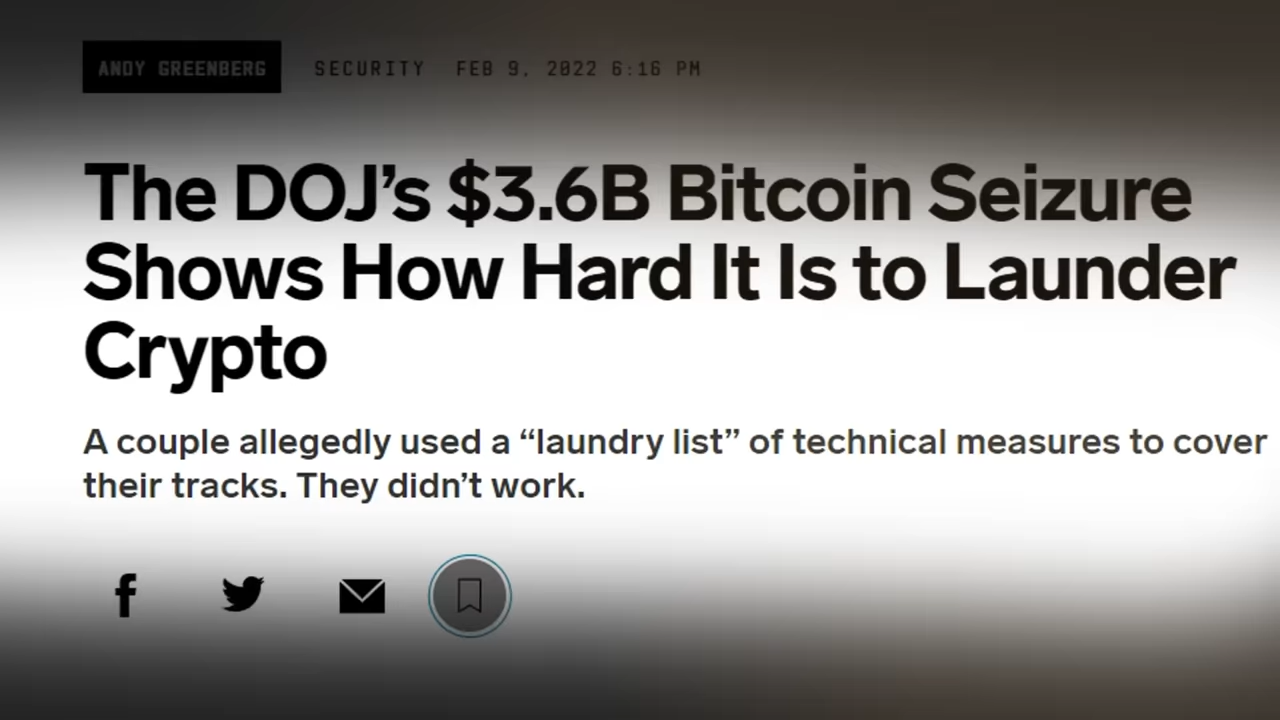 ANDY GREENBERG SECURITY FEB 9, 2022 6:16 PM
The DOJ’s $3.6B Bitcoin Seizure
Shows How Hard It Is to Launder
Crypto
A couple allegedly used a “laundry list” of technical measures to cover
their tracks. They didn’t work.